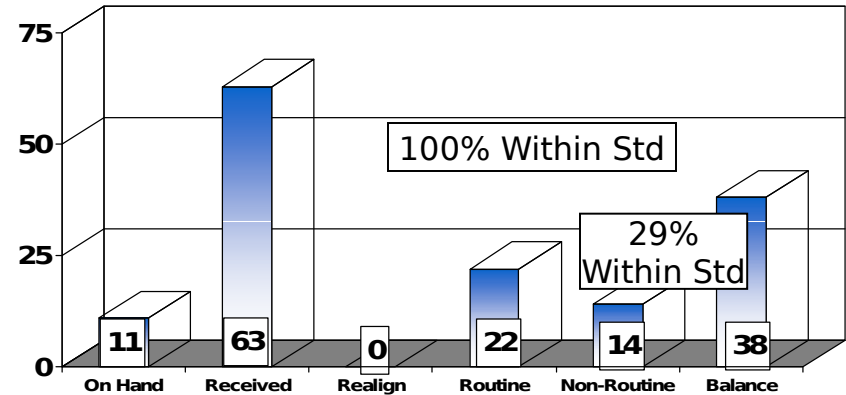 75
50
25
0
100% Within Std
29%
Within Std
11
63
0
22
14
38
On Hand
Received
Realign
Routine
Non-Routine
Balance